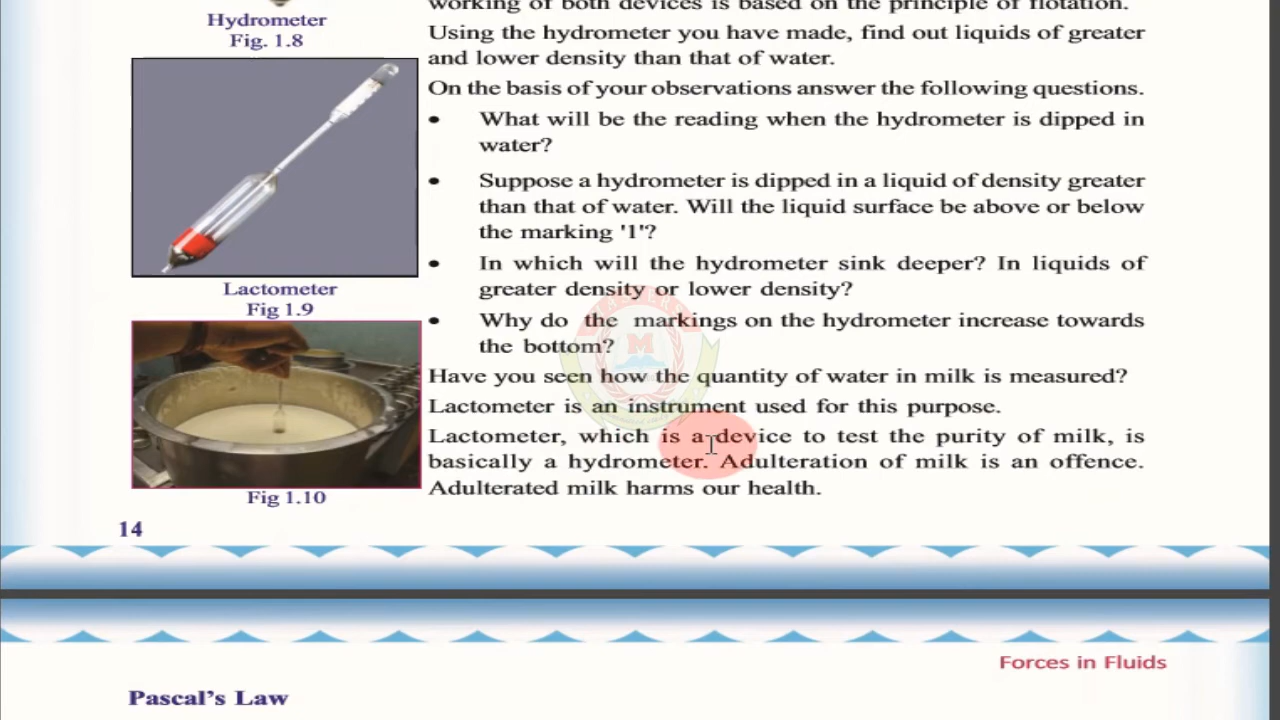 Hydrometer
Fig. 1.8
working of both devices is based on the principle of flotation.
Using the hydrometer you have made, find out liquids of greater
and lower density than that of water.
On the basis of your observations answer the following questions.
• What will be the reading when the hydrometer is dipped in
water?
• Suppose a hydrometer is dipped in a liquid of density greater
than that of water. Will the liquid surface be above or below
the marking '1'?
• In which will the hydrometer sink deeper? In liquids of
greater density or lower density?
• Why do the markings on the hydrometer increase towards
the bottom?
Lactometer
Fig 1.9
Have you seen how the quantity of water in milk is measured?
Lactometer is an instrument used for this purpose.
Lactometer, which is a device to test the purity of milk, is
basically a hydrometer. Adulteration of milk is an offence.
Adulterated milk harms our health.
Fig 1.10
14
Forces in Fluids
Pascal's Law